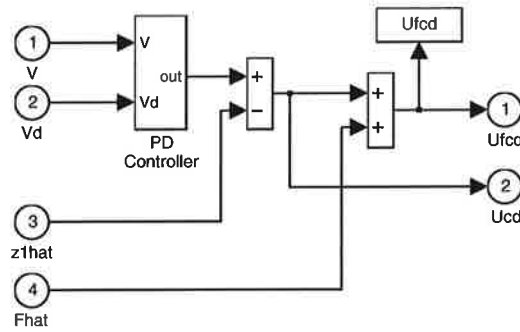 Ufcd
1
V
V
out
+
−
2
Vd
Vd
PD
Controller
+
+
1
Ufcd
2
Ucd
3
z1hat
4
Fhat